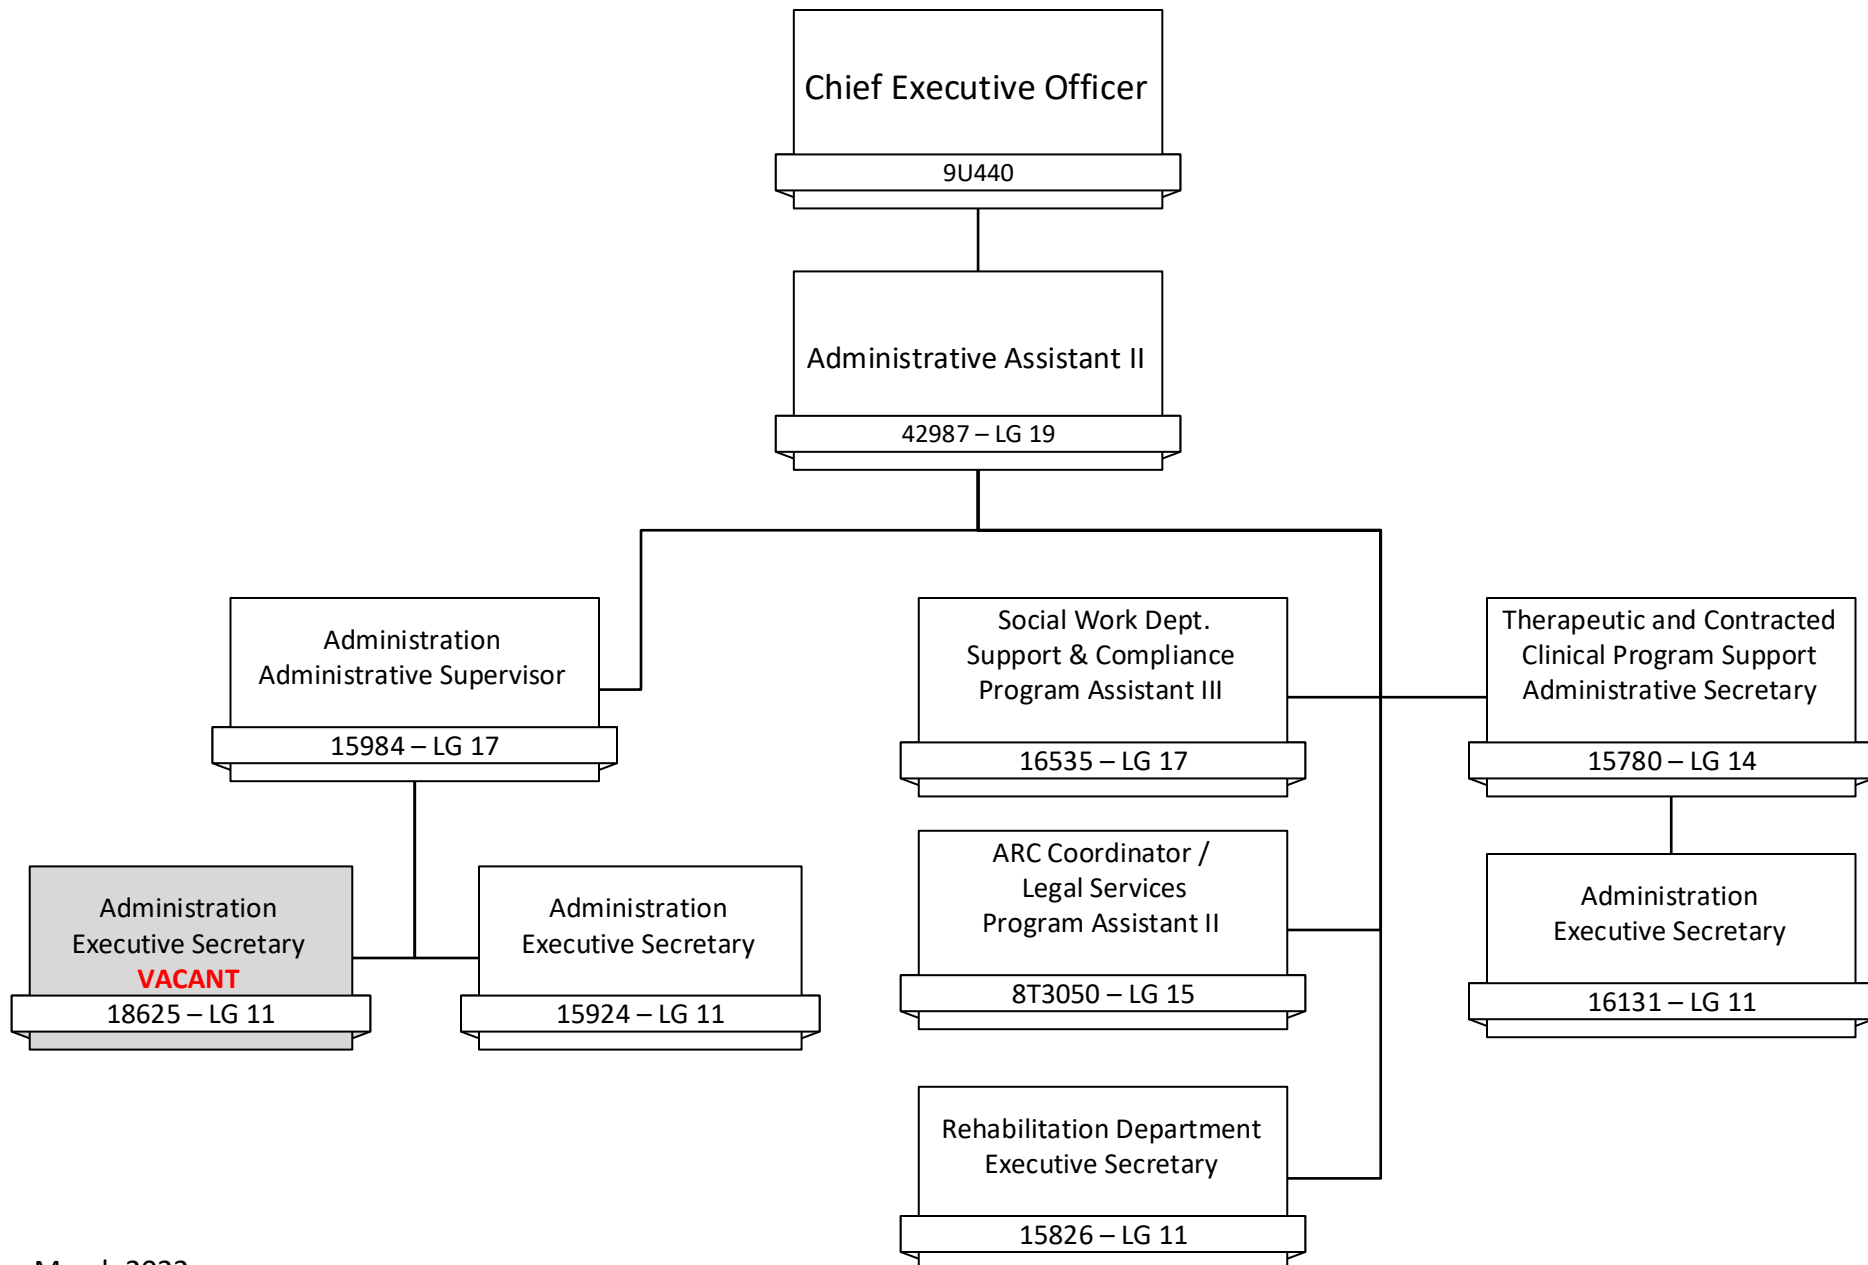 Chief Executive Officer
9U440
Administrative Assistant II
42987 – LG 19
Administration
Administrative Supervisor
15984 – LG 17
Social Work Dept.
Support & Compliance
Program Assistant III
16535 – LG 17
Therapeutic and Contracted
Clinical Program Support
Administrative Secretary
15780 – LG 14
Administration
Executive Secretary
VACANT
18625 – LG 11
Administration
Executive Secretary
15924 – LG 11
ARC Coordinator /
Legal Services
Program Assistant II
8T3050 – LG 15
Administration
Executive Secretary
16131 – LG 11
Rehabilitation Department
Executive Secretary
15826 – LG 11
March